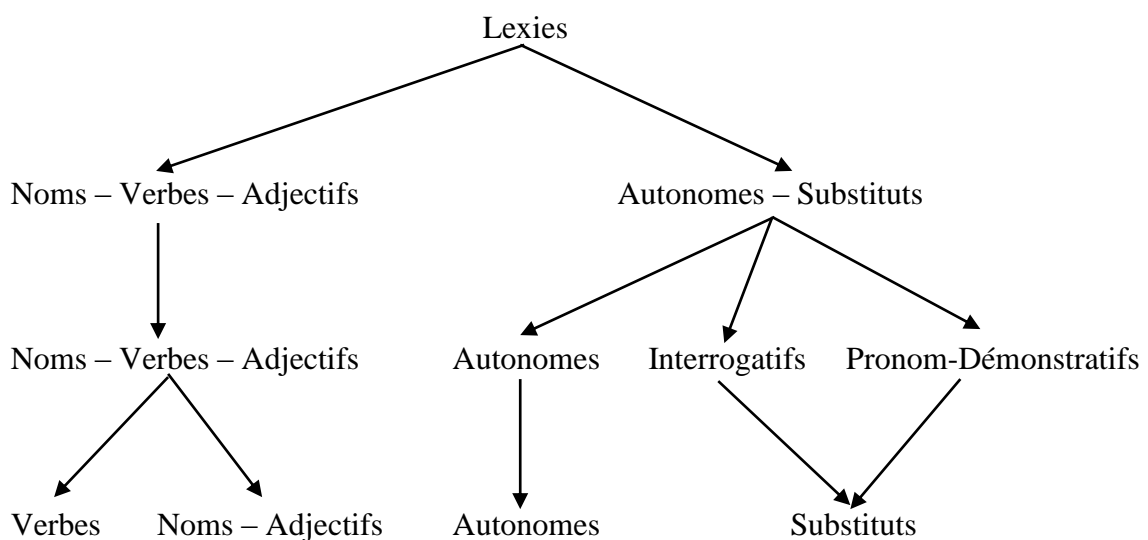 Lexies
Noms – Verbes – Adjectifs Autonomes – Substituts
Noms – Verbes – Adjectifs Autonomes Interrogatifs Pronom-Démonstratifs
Verbes Noms – Adjectifs Autonomes Substituts